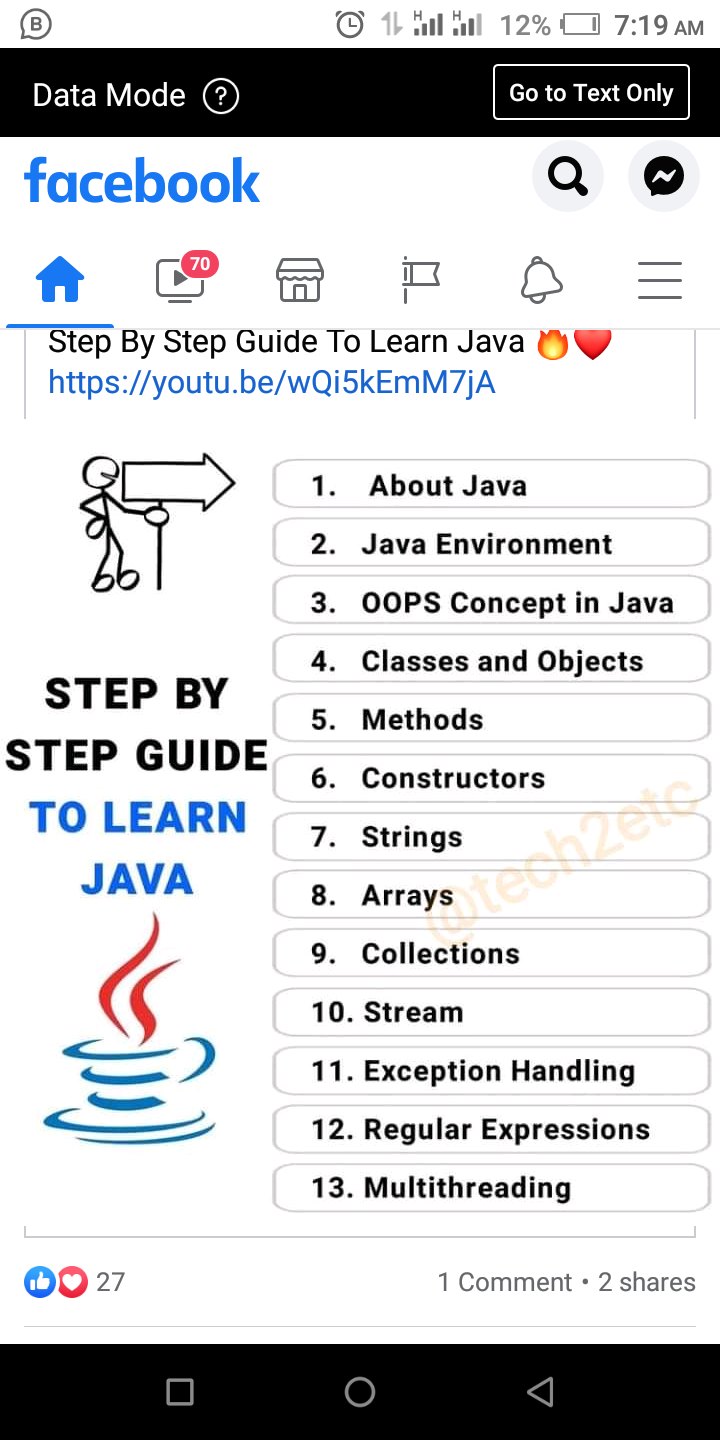 B
H H 12% 7:19 AM
Data Mode ? Go to Text Only
facebook
70
Step By Step Guide To Learn Java 🔥❤️
https://youtu.be/wQi5kEmM7jA
STEP BY
STEP GUIDE
TO LEARN
JAVA
1. About Java
2. Java Environment
3. OOPS Concept in Java
4. Classes and Objects
5. Methods
6. Constructors
7. Strings
8. Arrays
9. Collections
10. Stream
11. Exception Handling
12. Regular Expressions
13. Multithreading
@tech2etc
27 1 Comment • 2 shares